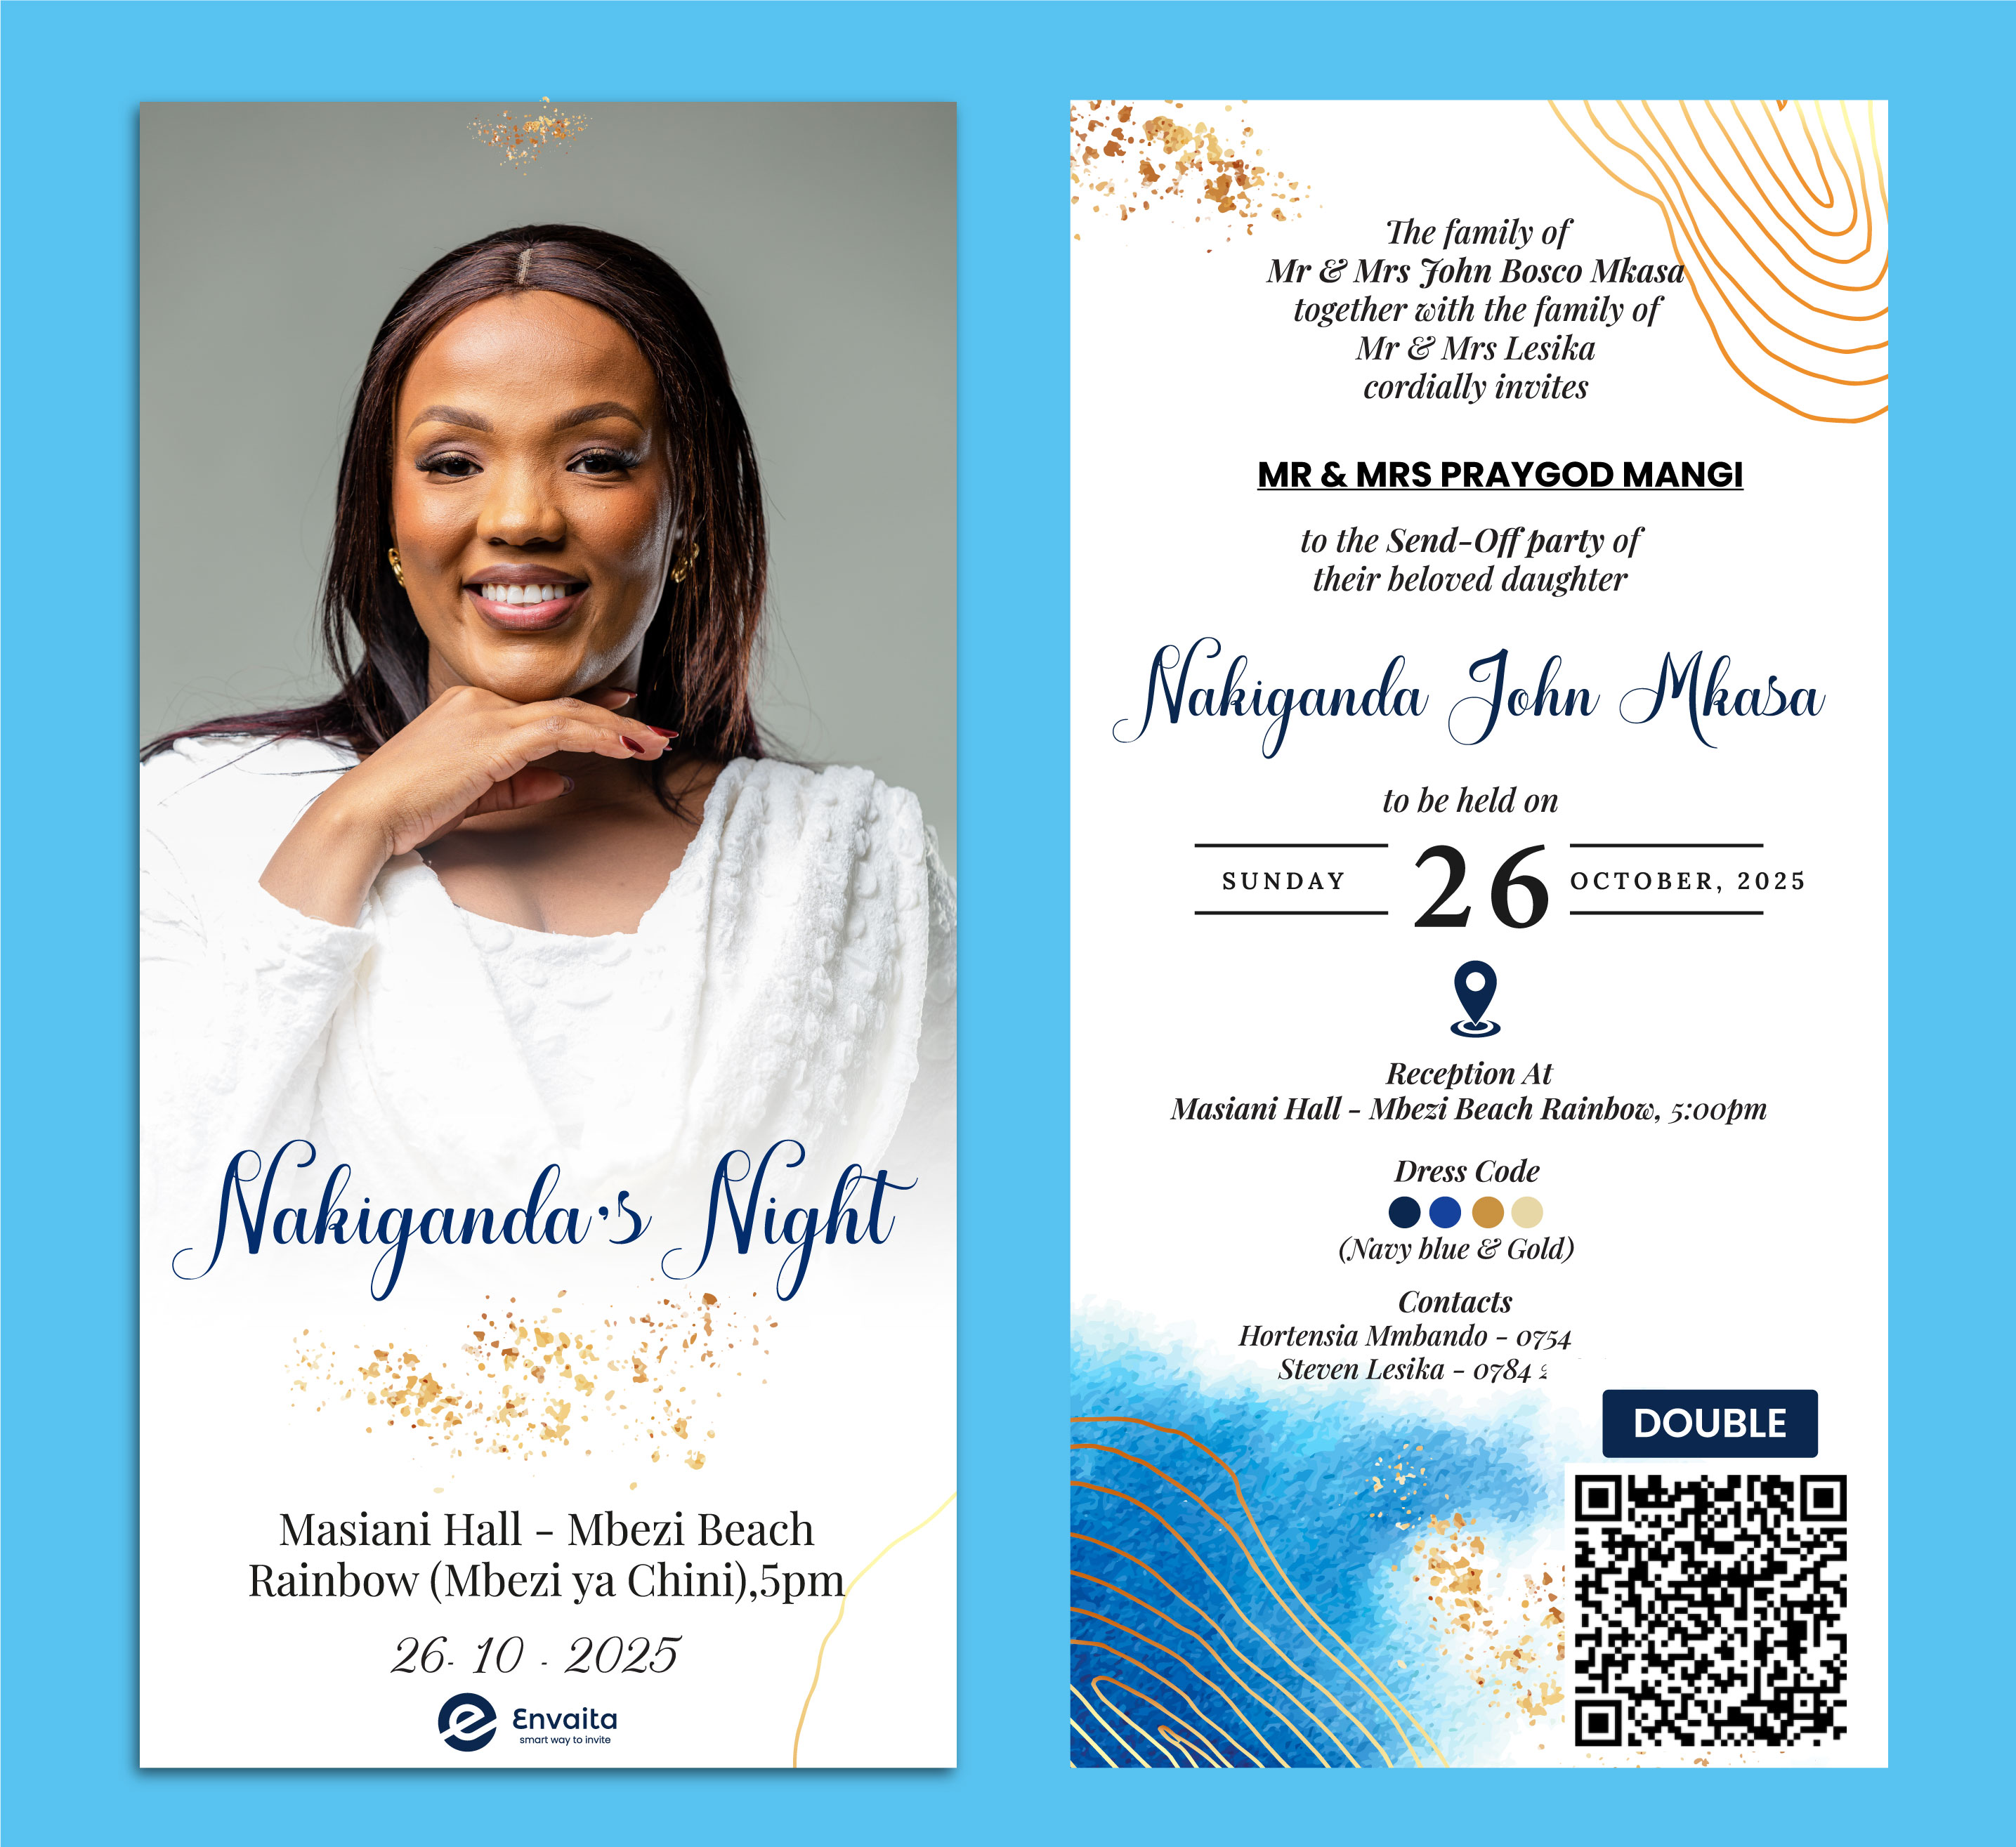 Nakiganda's Night
Masiani Hall - Mbezi Beach
Rainbow (Mbezi ya Chini),5pm
26- 10 - 2025
Envaita
smart way to invite
The family of
Mr & Mrs John Bosco Mkasa
together with the family of
Mr & Mrs Lesika
cordially invites
MR & MRS PRAYGOD MANGI
to the Send-Off party of
their beloved daughter
Nakiganda John Mkasa
to be held on
SUNDAY 26 OCTOBER, 2025
Reception At
Masiani Hall - Mbezi Beach Rainbow, 5:00pm
Dress Code
(Navy blue & Gold)
Contacts
Hortensia Mmbando - 0754
Steven Lesika - 0784
DOUBLE